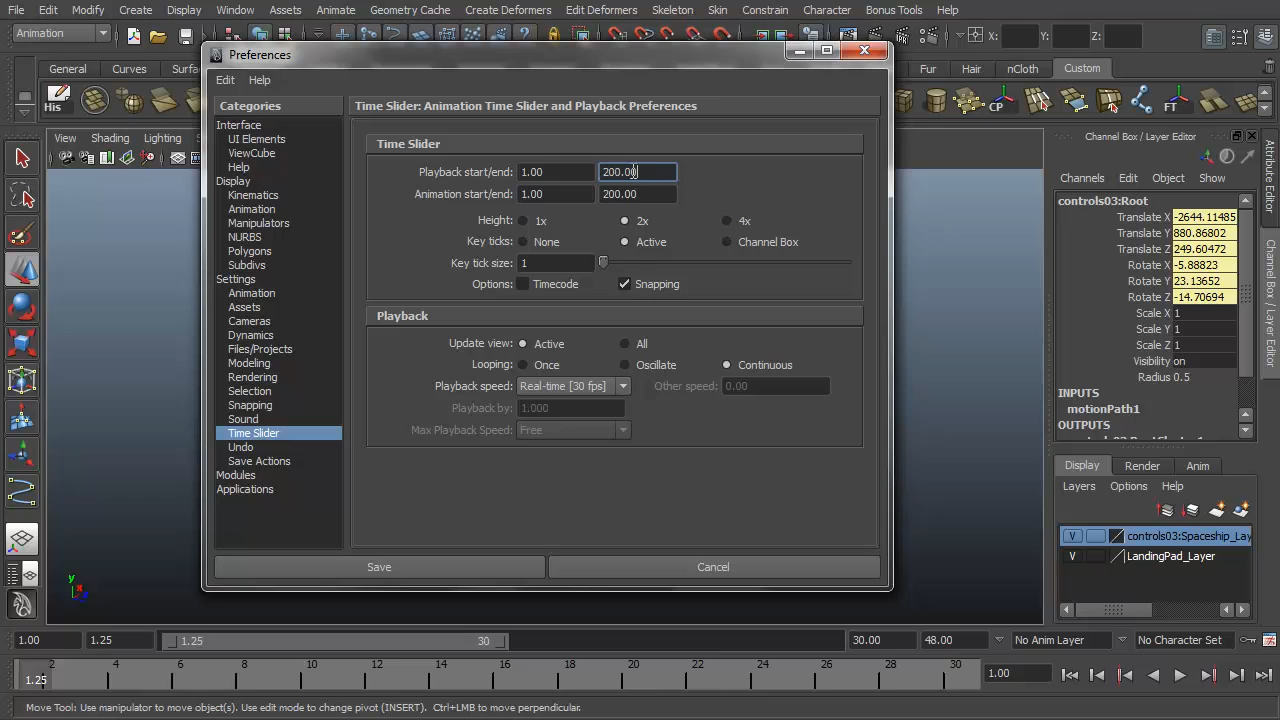 File Edit Modify Create Display Window Assets Animate Geometry Cache Create Deformers Edit Deformers Skeleton Skin Constrain Character Bonus Tools Help
Animation X: Y: Z:
Preferences
General Curves Surfa Fur Hair nCloth Custom
Edit Help
His CP FT
Categories Time Slider: Animation Time Slider and Playback Preferences
Interface
UI Elements
ViewCube
Help
Display
Kinematics
Animation
Manipulators
NURBS
Polygons
Subdivs
Settings
Animation
Assets
Cameras
Dynamics
Files/Projects
Modeling
Rendering
Selection
Snapping
Sound
Time Slider
Undo
Save Actions
Modules
Applications
Time Slider
Playback start/end: 1.00 200.00
Animation start/end: 1.00 200.00
Height: 1x 2x 4x
Key ticks: None Active Channel Box
Key tick size: 1
Options: Timecode Snapping
Playback
Update view: Active All
Looping: Once Oscillate Continuous
Playback speed: Real-time [30 fps] Other speed: 0.00
Playback by: 1.000
Max Playback Speed: Free
Save Cancel
View Shading Lighting
Channel Box / Layer Editor
Channels Edit Object Show
controls03:Root
Translate X -2644.11485
Translate Y 880.86802
Translate Z 249.60472
Rotate X -5.88823
Rotate Y 23.13652
Rotate Z -14.70694
Scale X 1
Scale Y 1
Scale Z 1
Visibility on
Radius 0.5
INPUTS
motionPath1
OUTPUTS
Attribute Editor
Channel Box / Layer Editor
Display Render Anim
Layers Options Help
V controls03:Spaceship_Lay
V LandingPad_Layer
y
x
z
1.00 1.25 1.25 30 30.00 48.00 No Anim Layer No Character Set
2 4 6 8 10 12 14 16 18 20 22 24 26 28 30
1.25 1.00
Move Tool: Use manipulator to move object(s). Use edit mode to change pivot (INSERT). Ctrl+LMB to move perpendicular.